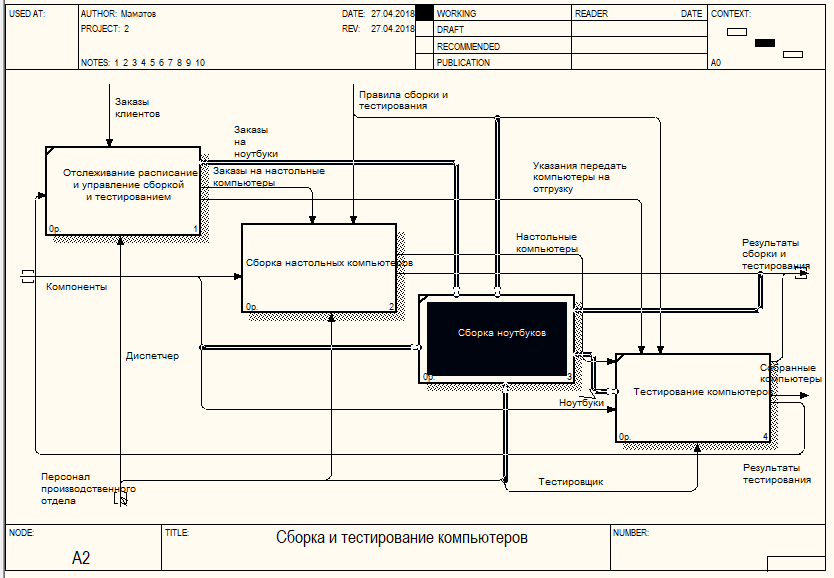 USED AT:
AUTHOR: Маматов
DATE: 27.04.2018
WORKING
READER
DATE
CONTEXT:
PROJECT: 2
REV: 27.04.2018
DRAFT
RECOMMENDED
NOTES: 1 2 3 4 5 6 7 8 9 10
PUBLICATION
A0
Заказы
клиентов
Правила сборки и
тестирования
Заказы
на
ноутбуки
Отслеживание расписание
и управление сборкой
и тестированием
0р.
1
Заказы на настольные
компьютеры
Указания передать
компьютеры на
отгрузку
Настольные
компьютеры
Результаты
сборки и
тестирования
Сборка настольных компьютеров
0р.
2
Компоненты
Сборка ноутбуков
0р.
3
Диспетчер
Собранные
компьютеры
Тестирование компьютеров
0р.
4
Ноутбуки
Персонал
производственного
отдела
Тестировщик
Результаты
тестирования
NODE:
A2
TITLE:
Сборка и тестирование компьютеров
NUMBER: